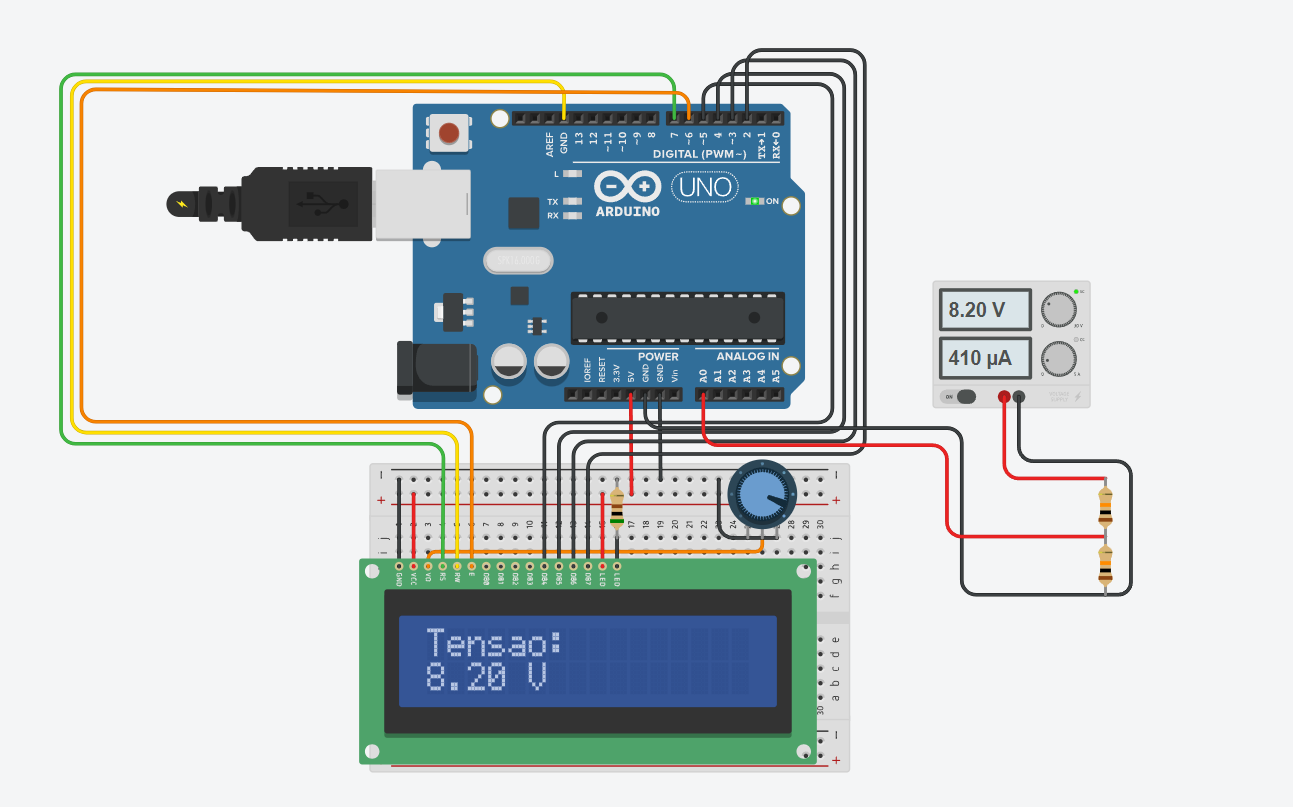 AREF
GND
13
12
~11
~10
~9
8
7
~6
~5
4
~3
2
TX→1
RX←0
DIGITAL (PWM ~)
L
TX
RX
ARDUINO
UNO
ON
IOREF
RESET
3.3V
5V
GND
GND
Vin
POWER
A0
A1
A2
A3
A4
A5
ANALOG IN
8.20 V
410 µA
ON
GND
VCC
V0
RS
RW
E
DB0
DB1
DB2
DB3
DB4
DB5
DB6
DB7
LED
LED
Tensao:
8.20 V
− +
j
i
h
g
f
e
d
c
b
a
30